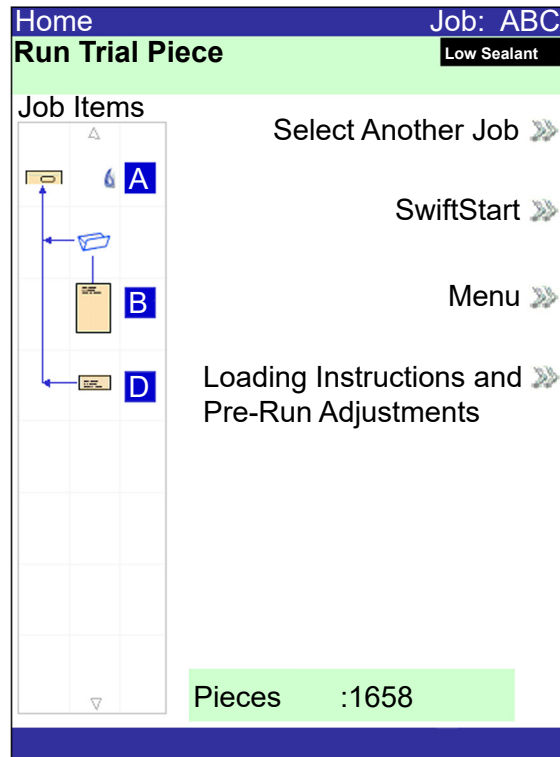 Home Job: ABC
Run Trial Piece Low Sealant
Job Items
Select Another Job
A
SwiftStart
B
Menu
D
Loading Instructions and
Pre-Run Adjustments
Pieces :1658